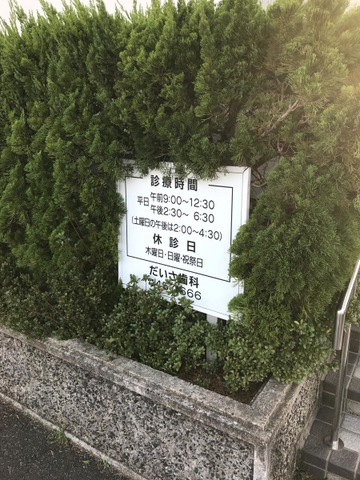 診療時間
平日 午前9:00～12:30
午後2:30～ 6:30
(土曜日の午後は2:00～4:30)
休診日
木曜日・日曜・祝祭日
だいさ歯科
666